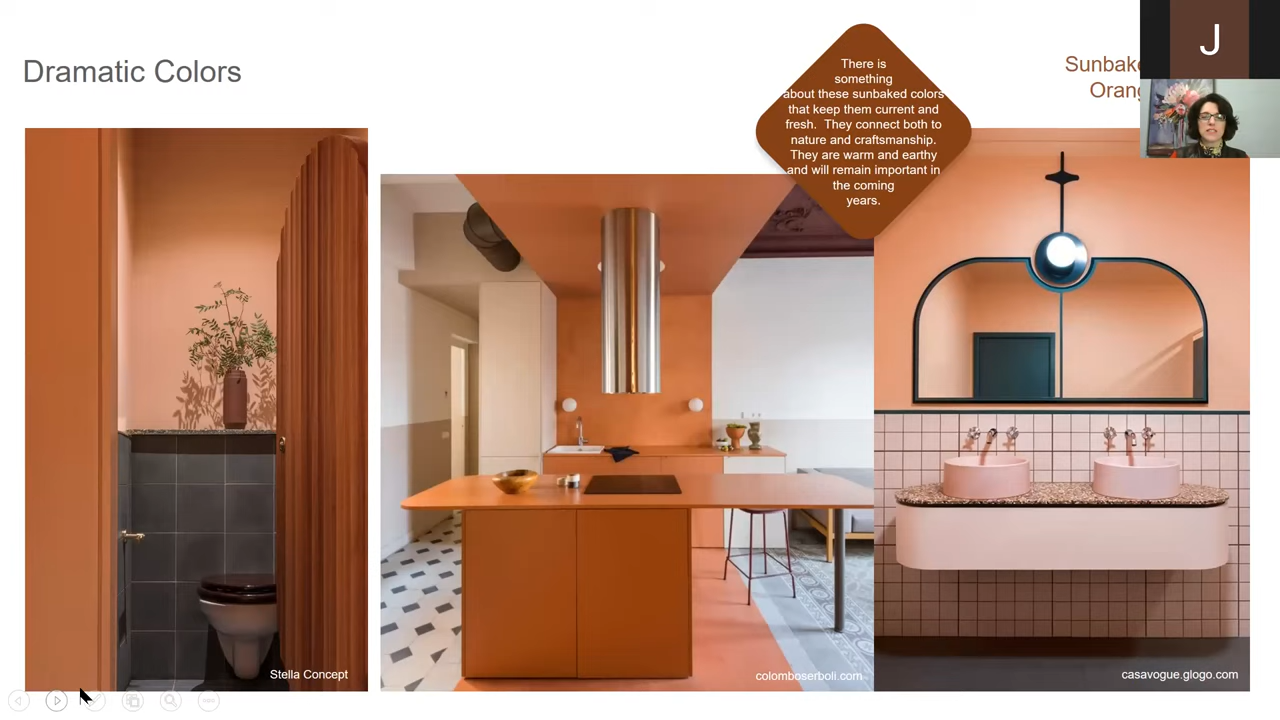 Dramatic Colors
There is
something
about these sunbaked colors
that keep them current and
fresh. They connect both to
nature and craftsmanship.
They are warm and earthy
and will remain important in
the coming
years.
J
Stella Concept
colomboserboli.com
casavogue.glogo.com